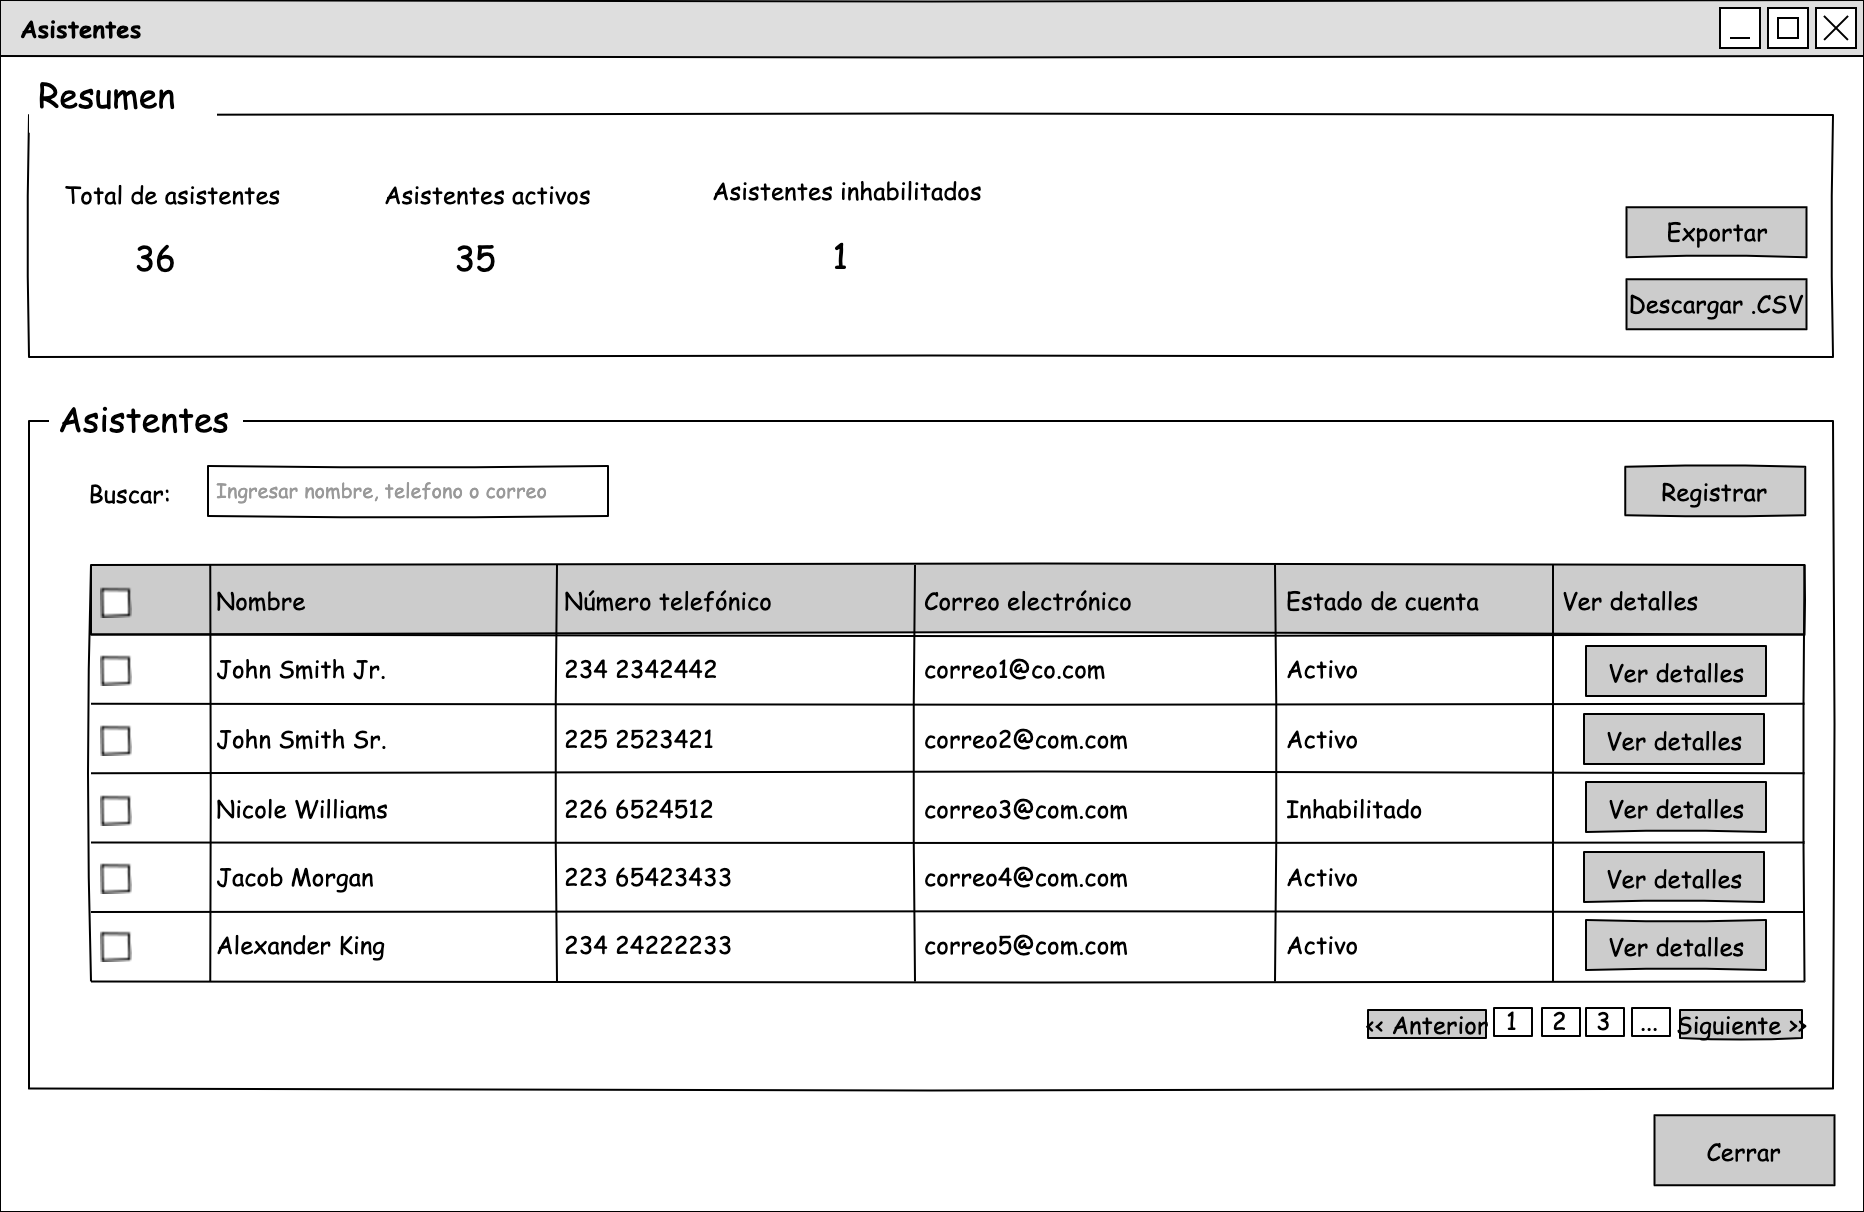 Asistentes
Resumen
Total de asistentes Asistentes activos Asistentes inhabilitados
36 35 1
Exportar
Descargar .CSV
Asistentes
Buscar: Ingresar nombre, telefono o correo Registrar
Nombre Número telefónico Correo electrónico Estado de cuenta Ver detalles
John Smith Jr. 234 2342442 correo1@co.com Activo Ver detalles
John Smith Sr. 225 2523421 correo2@com.com Activo Ver detalles
Nicole Williams 226 6524512 correo3@com.com Inhabilitado Ver detalles
Jacob Morgan 223 65423433 correo4@com.com Activo Ver detalles
Alexander King 234 24222233 correo5@com.com Activo Ver detalles
<< Anterior 1 2 3 ... Siguiente >>
Cerrar